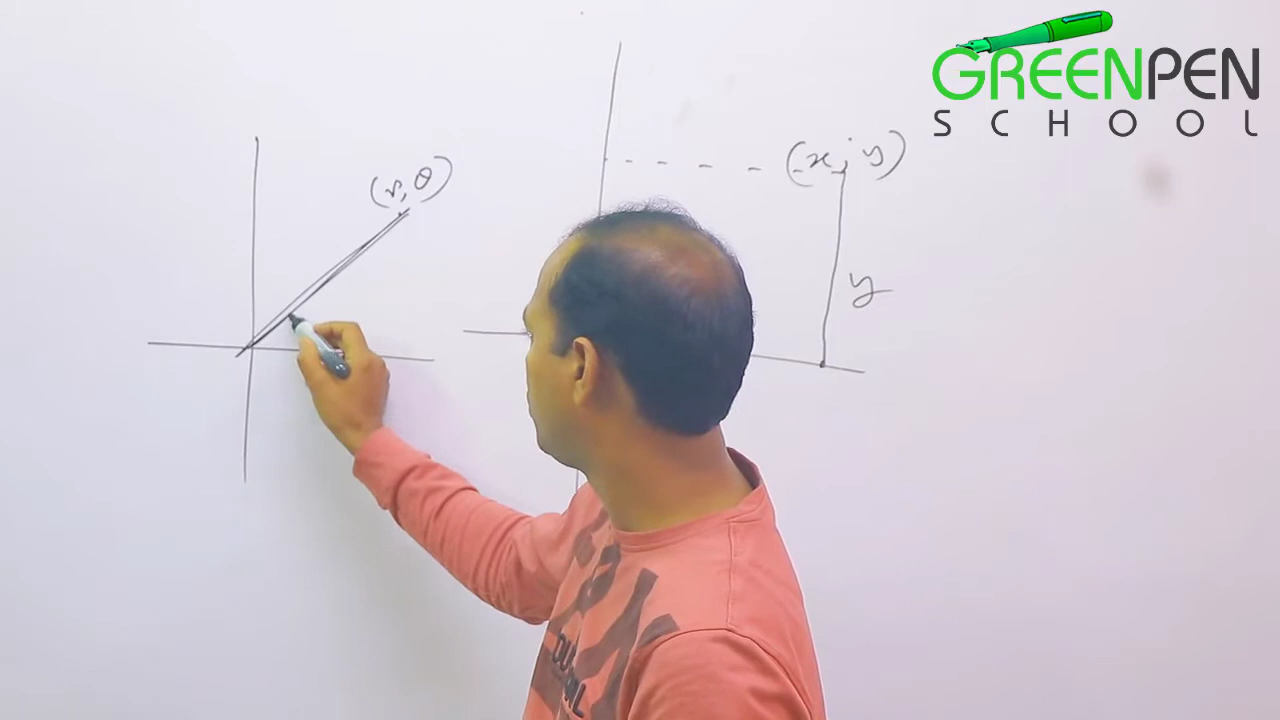 GREENPEN
SCHOOL
(r, θ)
(x, y)
y